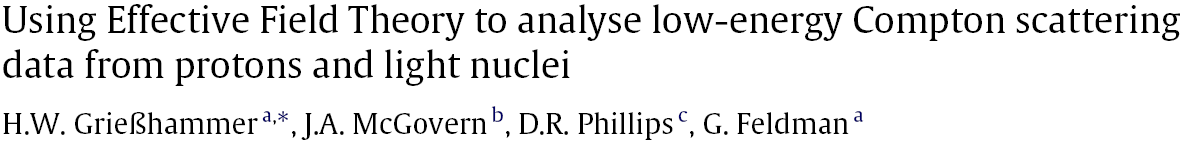 Using Effective Field Theory to analyse low-energy Compton scattering
data from protons and light nuclei
H.W. Grießhammer a,*, J.A. McGovern b, D.R. Phillips c, G. Feldman a